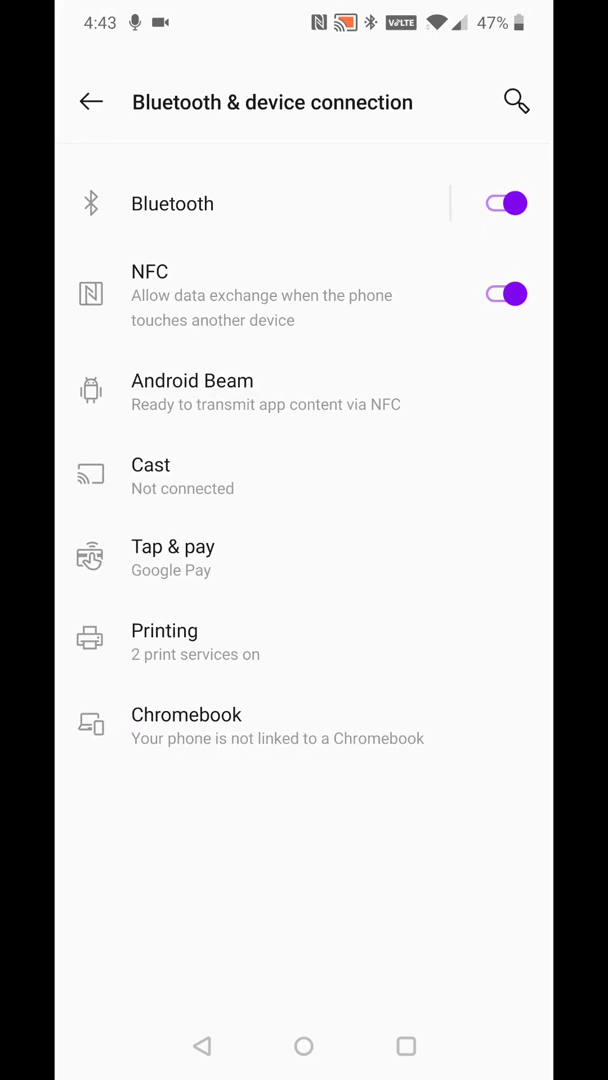 4:43
VoLTE
47%
Bluetooth & device connection
Bluetooth
NFC
Allow data exchange when the phone
touches another device
Android Beam
Ready to transmit app content via NFC
Cast
Not connected
Tap & pay
Google Pay
Printing
2 print services on
Chromebook
Your phone is not linked to a Chromebook